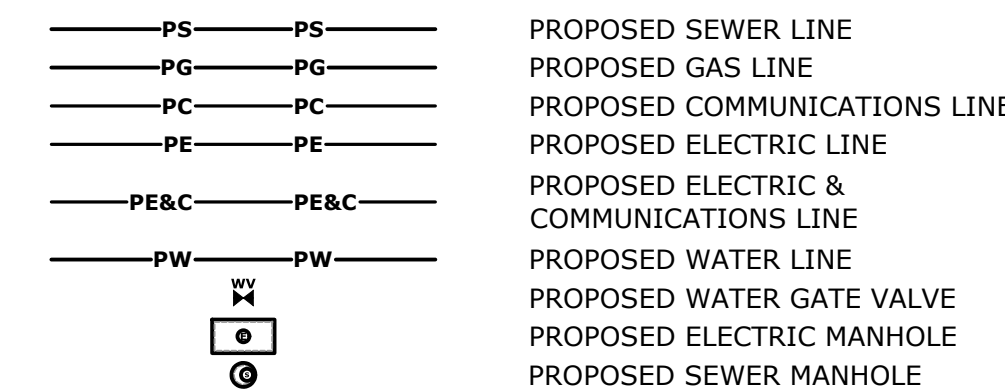 PS PS PROPOSED SEWER LINE
PG PG PROPOSED GAS LINE
PC PC PROPOSED COMMUNICATIONS LINE
PE PE PROPOSED ELECTRIC LINE
PE&C PE&C PROPOSED ELECTRIC &
COMMUNICATIONS LINE
PW PW PROPOSED WATER LINE
WV PROPOSED WATER GATE VALVE
E PROPOSED ELECTRIC MANHOLE
S PROPOSED SEWER MANHOLE